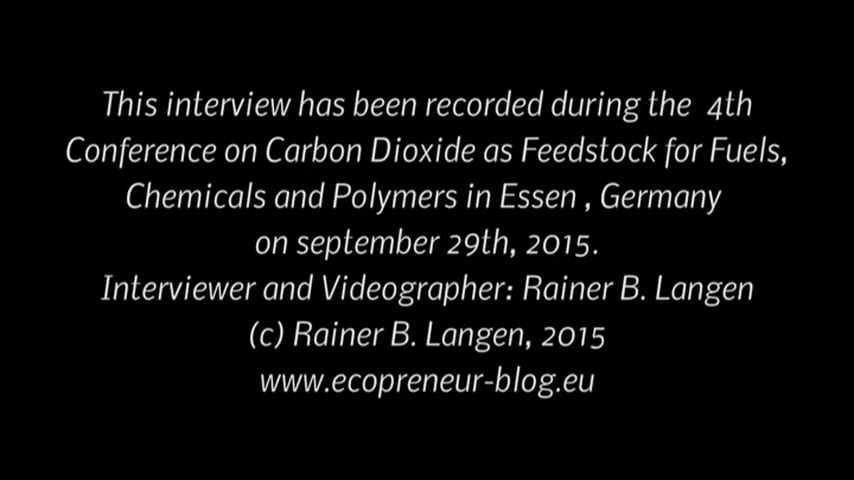 This interview has been recorded during the 4th
Conference on Carbon Dioxide as Feedstock for Fuels,
Chemicals and Polymers in Essen , Germany
on september 29th, 2015.
Interviewer and Videographer: Rainer B. Langen
(c) Rainer B. Langen, 2015
www.ecopreneur-blog.eu